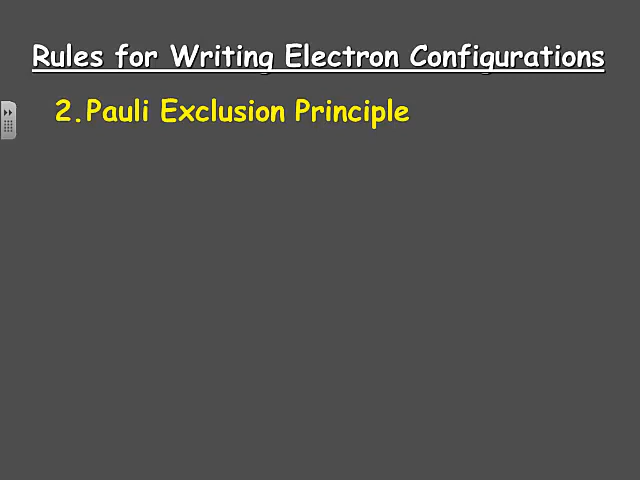 Rules for Writing Electron Configurations
2. Pauli Exclusion Principle